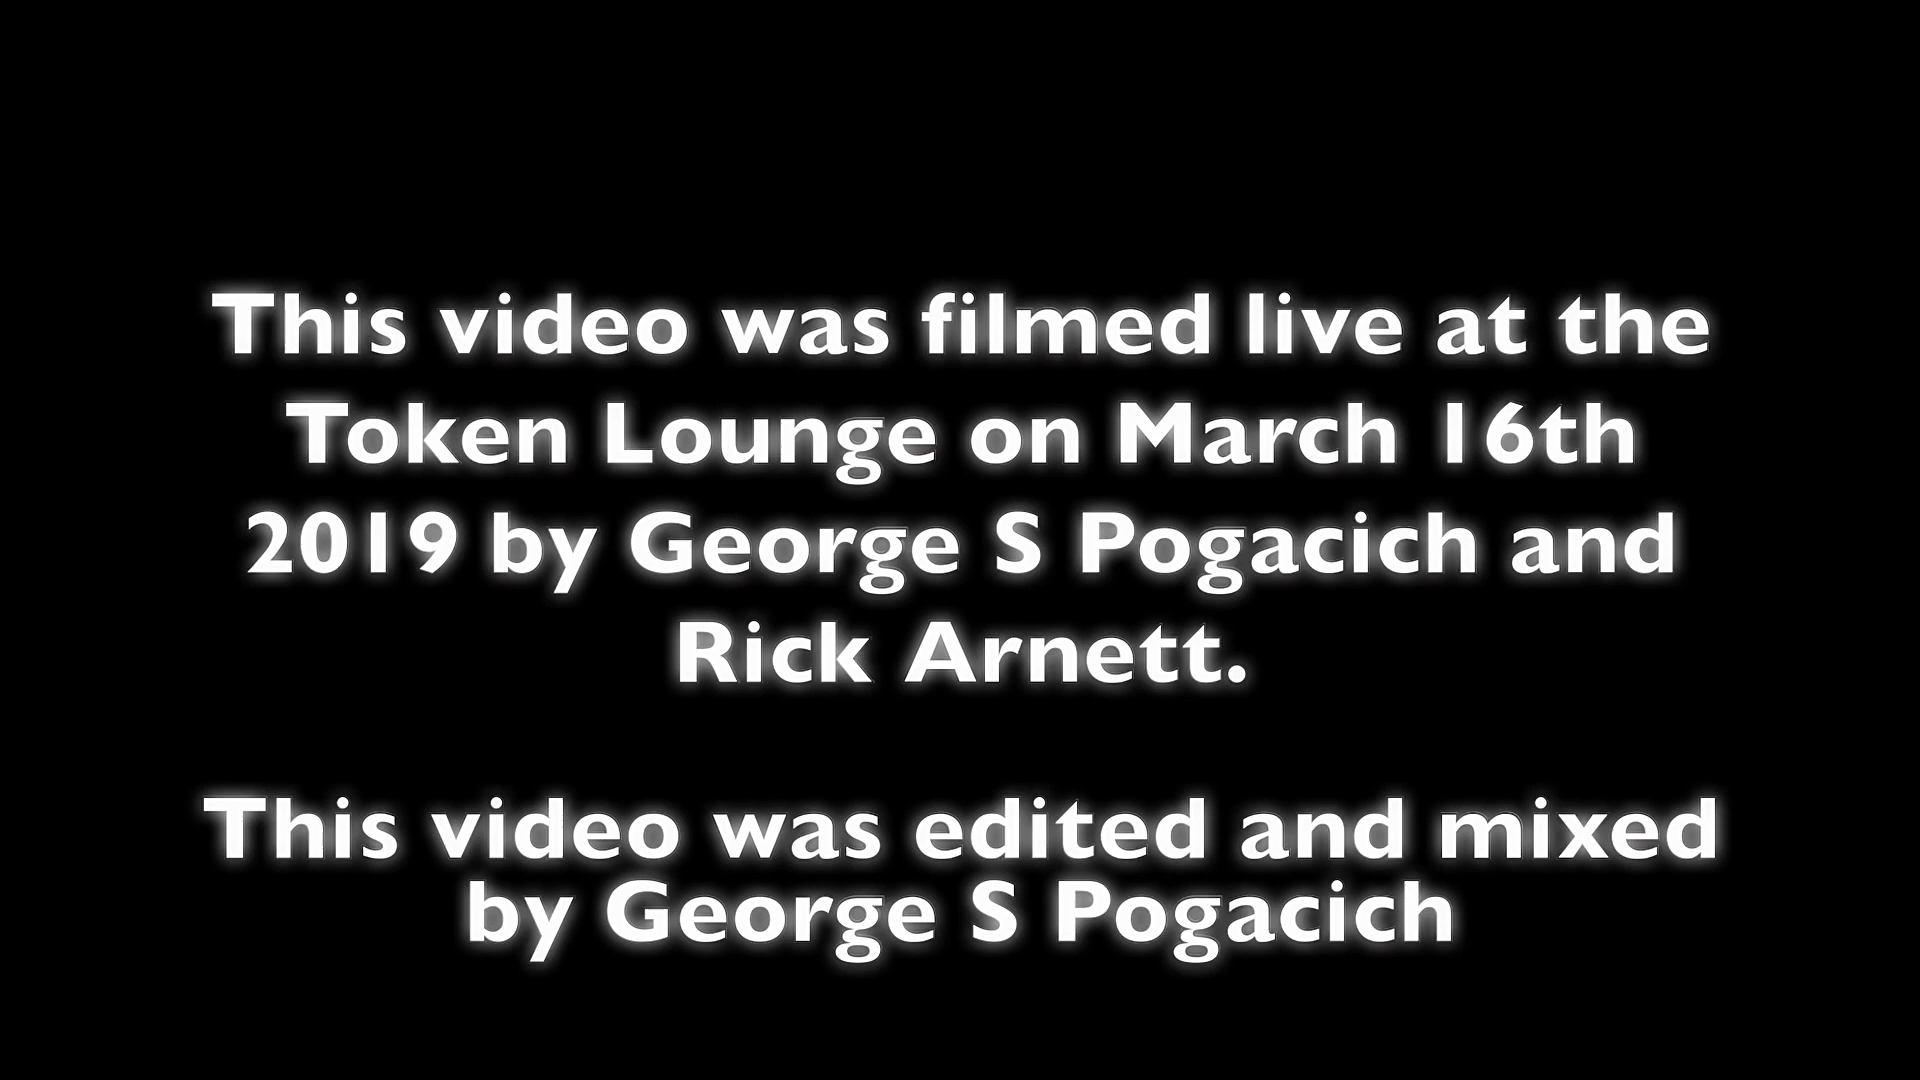 This video was filmed live at the
Token Lounge on March 16th
2019 by George S Pogacich and
Rick Arnett.
This video was edited and mixed
by George S Pogacich